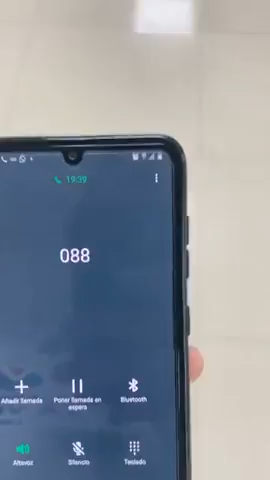 19:39
088
Añadir llamada
Poner llamada en
espera
Bluetooth
Altavoz
Silencio
Teclado